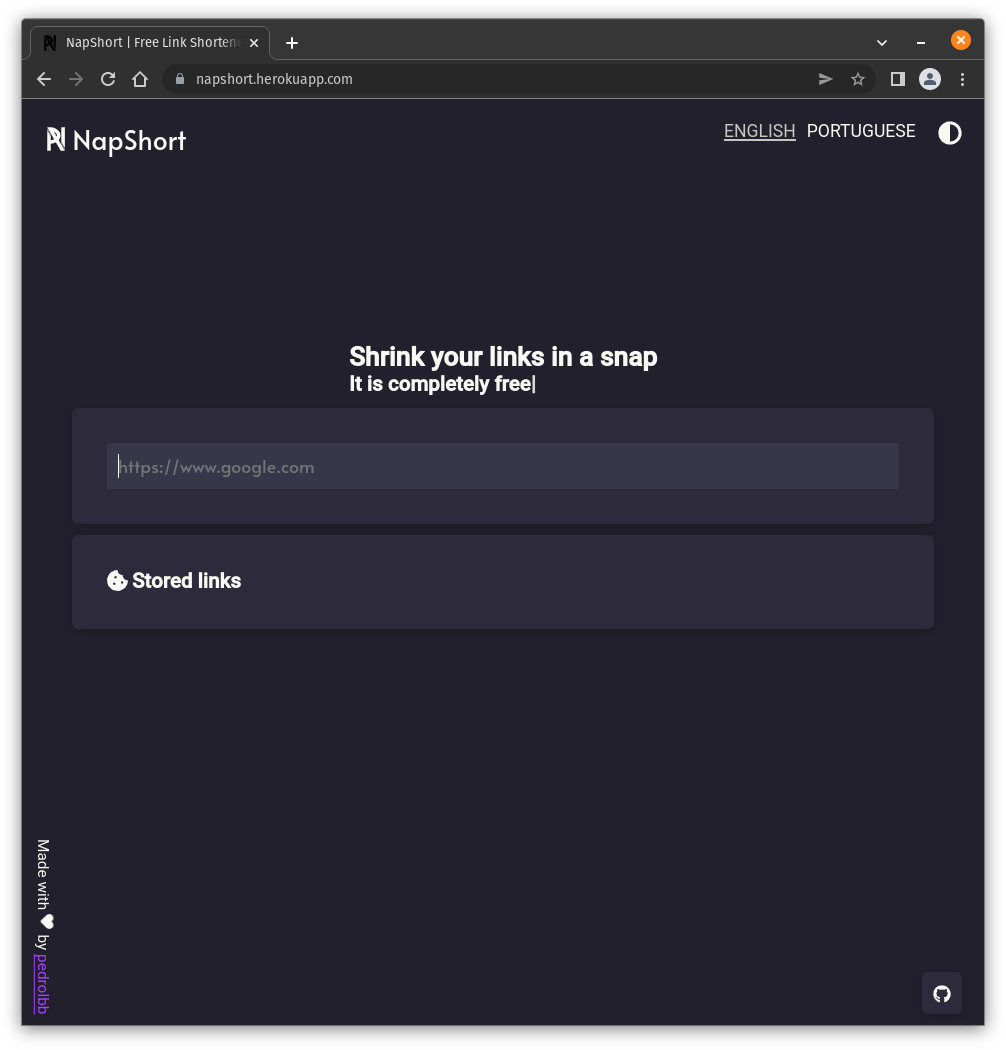 NapShort | Free Link Shortene
napshort.herokuapp.com
NapShort
ENGLISH PORTUGUESE
Shrink your links in a snap
It is completely free|
https://www.google.com
Stored links
Made with by pedrolbb